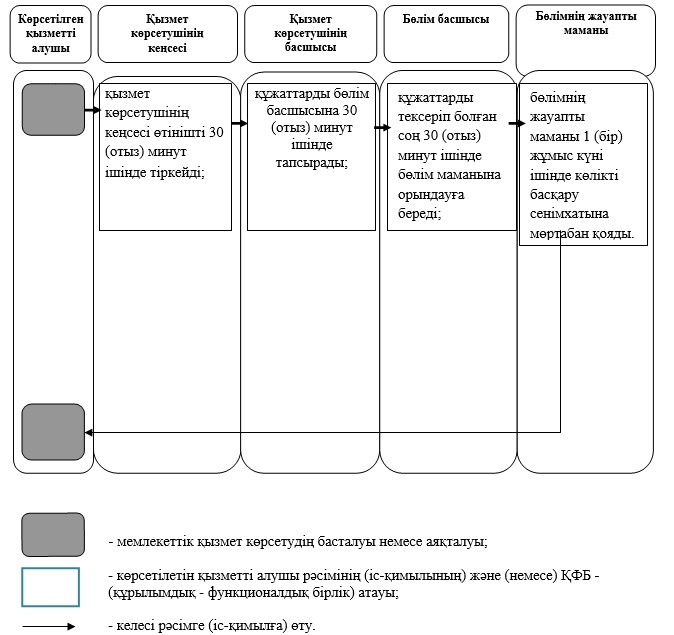 Көрсетілген
қызметті
алушы
Қызмет
көрсетушінің
кеңсесі
Қызмет
көрсетушінің
басшысы
Бөлім басшысы
Бөлімнің жауапты
маманы
қызмет
көрсетушінің
кеңсесі өтінішті 30
(отыз) минут
ішінде тіркейді;
құжаттарды бөлім
басшысына 30
(отыз) минут
ішінде
тапсырады;
құжаттарды
тексеріп болған
соң 30 (отыз)
минут ішінде
бөлім маманына
орындауға
береді;
бөлімнің
жауапты
маманы 1 (бір)
жұмыс күні
ішінде көлікті
басқару
сенімхатына
мөртабан қояды.
- мемлекеттік қызмет көрсетудің басталуы немесе аяқталуы;
- көрсетілетін қызметті алушы рәсімінің (іс-қимылының) және (немесе) ҚФБ -
(құрылымдық - функционалдық бірлік) атауы;
- келесі рәсімге (іс-қимылға) өту.